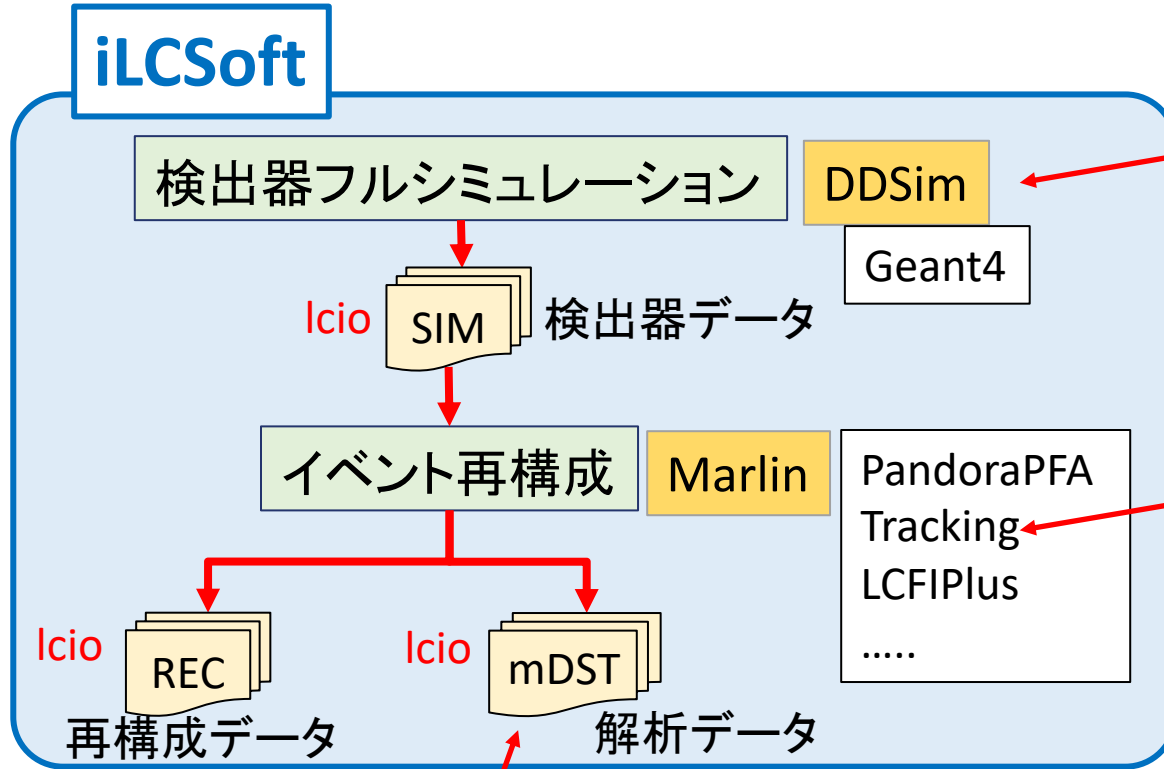 iLCSoft
検出器フルシミュレーション
DDSim
Geant4
lcio
SIM
検出器データ
イベント再構成
Marlin
PandoraPFA
Tracking
LCFIPlus
.....
lcio
REC
再構成データ
lcio
mDST
解析データ